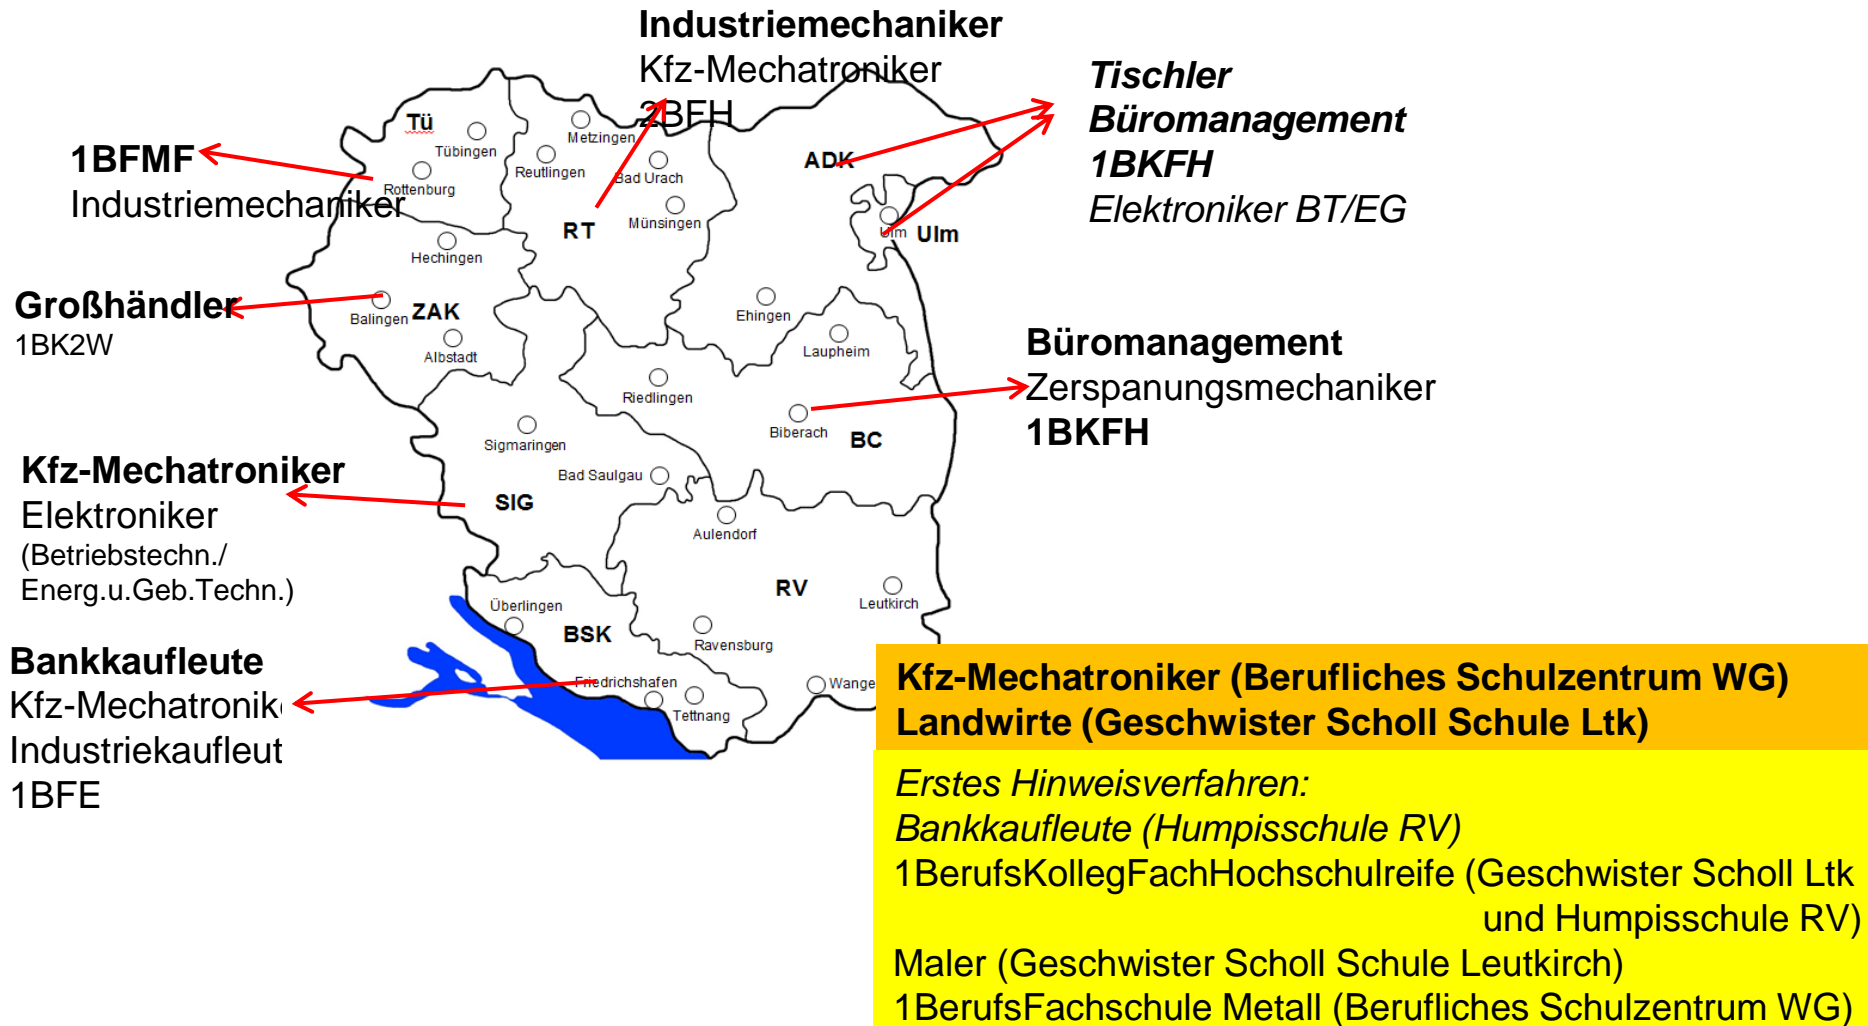 Industriemechaniker
Kfz-Mechatroniker
2BFH
Tischler
Büromanagement
1BKFH
Elektroniker BT/EG
1BFMF
Industriemechaniker
Großhändler
1BK2W
Büromanagement
Zerspanungsmechaniker
1BKFH
Kfz-Mechatroniker
Elektroniker
(Betriebstechn./
Energ.u.Geb.Techn.)
Bankkaufleute
Kfz-Mechatronik
Industriekaufleut
1BFE
Tü
Tübingen
Rottenburg
Metzingen
Reutlingen
Bad Urach
Münsingen
RT
ADK
Ulm
Ulm
Hechingen
Balingen
ZAK
Albstadt
Ehingen
Laupheim
Riedlingen
Biberach
BC
Sigmaringen
Bad Saulgau
SIG
Aulendorf
RV
Leutkirch
Überlingen
BSK
Ravensburg
Friedrichshafen
Tettnang
Wange
Kfz-Mechatroniker (Berufliches Schulzentrum WG)
Landwirte (Geschwister Scholl Schule Ltk)
Erstes Hinweisverfahren:
Bankkaufleute (Humpisschule RV)
1BerufsKollegFachHochschulreife (Geschwister Scholl Ltk
und Humpisschule RV)
Maler (Geschwister Scholl Schule Leutkirch)
1BerufsFachschule Metall (Berufliches Schulzentrum WG)